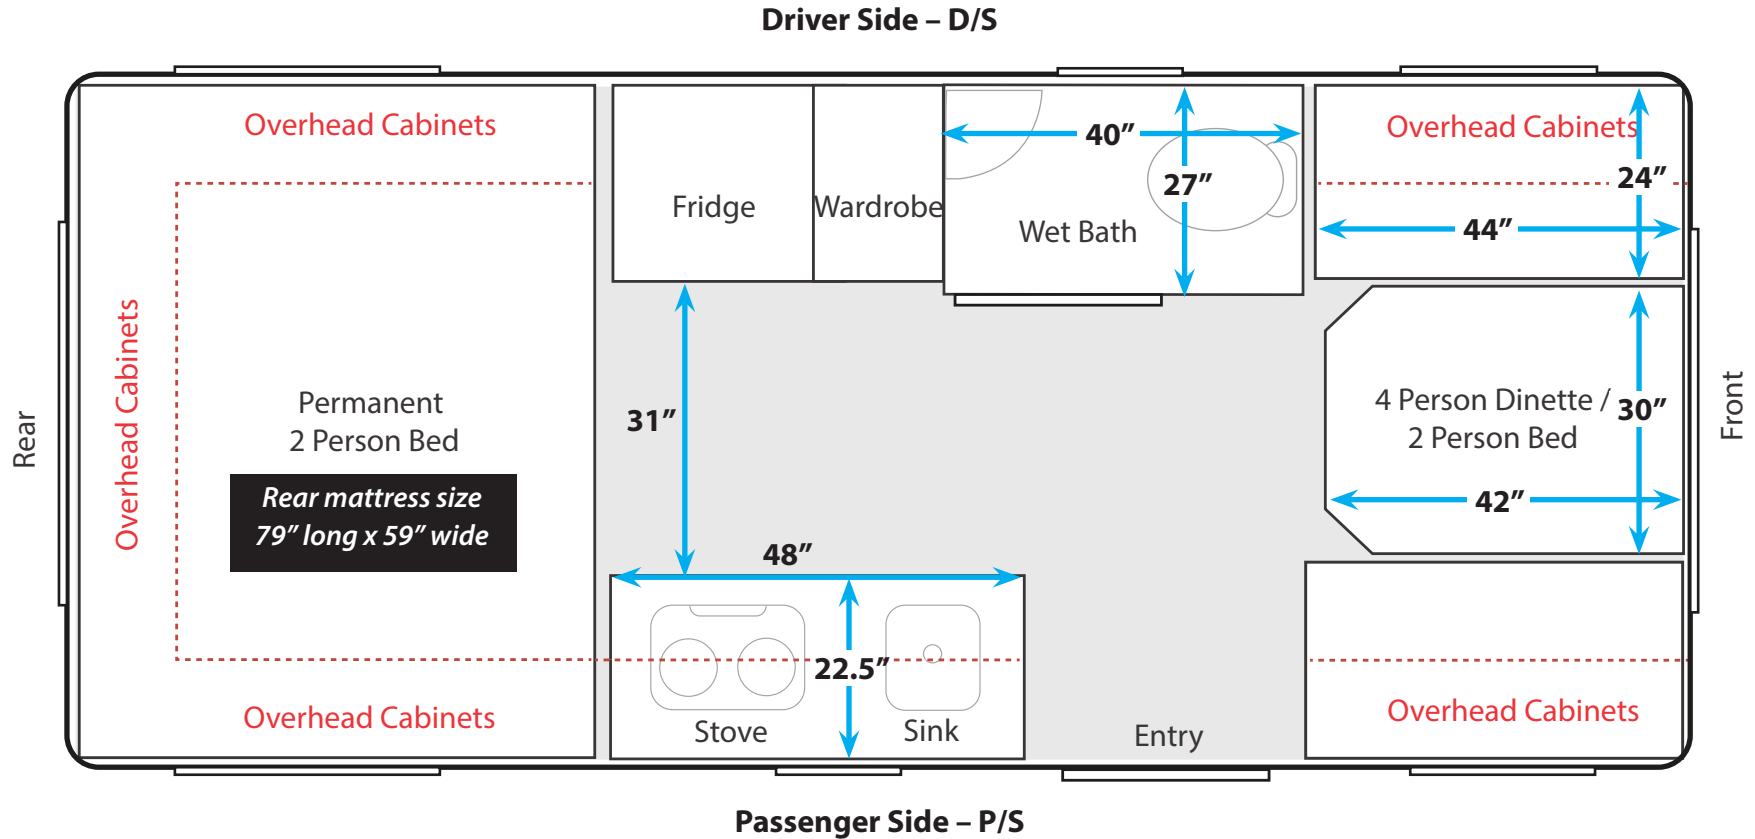 Driver Side – D/S
Overhead Cabinets
Overhead Cabinets
40”
27”
24”
Fridge
Wardrobe
Wet Bath
44”
Overhead Cabinets
Rear
Permanent
2 Person Bed
Rear mattress size
79” long x 59” wide
31”
4 Person Dinette /
2 Person Bed
30”
42”
Front
48”
22.5”
Stove
Sink
Entry
Overhead Cabinets
Overhead Cabinets
Passenger Side – P/S